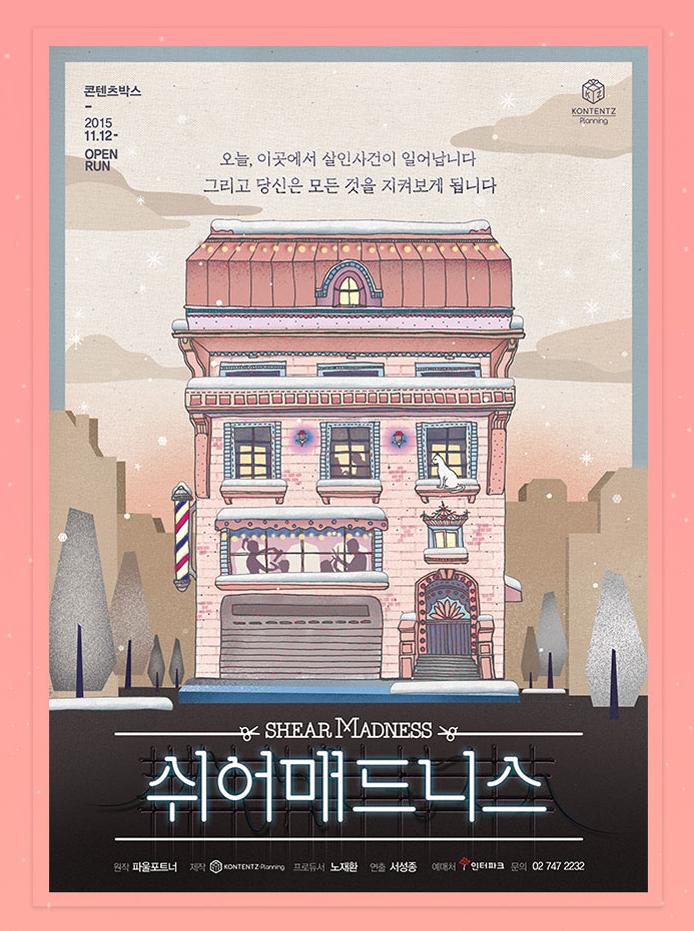 콘텐츠박스
-
2015
11.12-
OPEN
RUN
KZ
KONTENTZ
Planning
오늘, 이곳에서 살인사건이 일어납니다
그리고 당신은 모든 것을 지켜보게 됩니다
SHEAR MADNESS
쉬어매드니스
원작 파울포트너 제작 KONTENTZ Planning 프로듀서 노재환 연출 서성종 예매처 인터파크 문의 02 747 2232